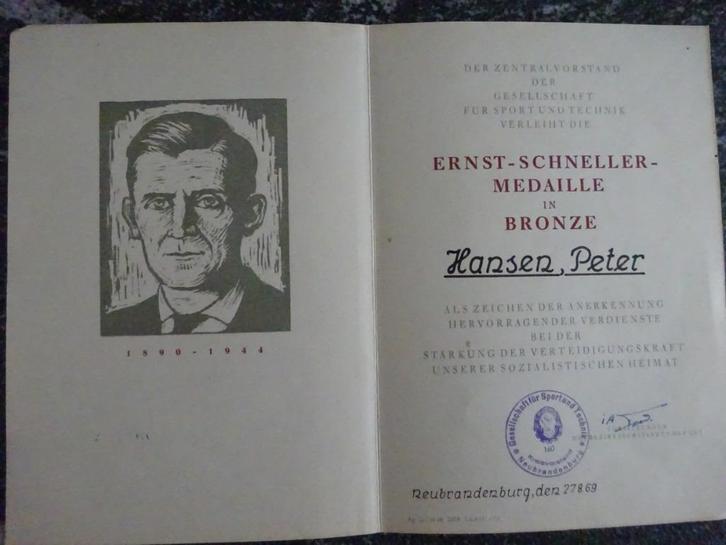 1890 - 1944
DER ZENTRALVORSTAND
DER
GESELLSCHAFT
FÜR SPORT UND TECHNIK
VERLEIHT DIE
ERNST-SCHNELLER-
MEDAILLE
IN
BRONZE
Hansen, Peter
ALS ZEICHEN DER ANERKENNUNG
HERVORRAGENDER VERDIENSTE
BEI DER
STÄRKUNG DER VERTEIDIGUNGSKRAFT
UNSERER SOZIALISTISCHEN HEIMAT
Gesellschaft für Sport und Technik
160
Neubrandenburg
iA
Neubrandenburg, den 27.8.69